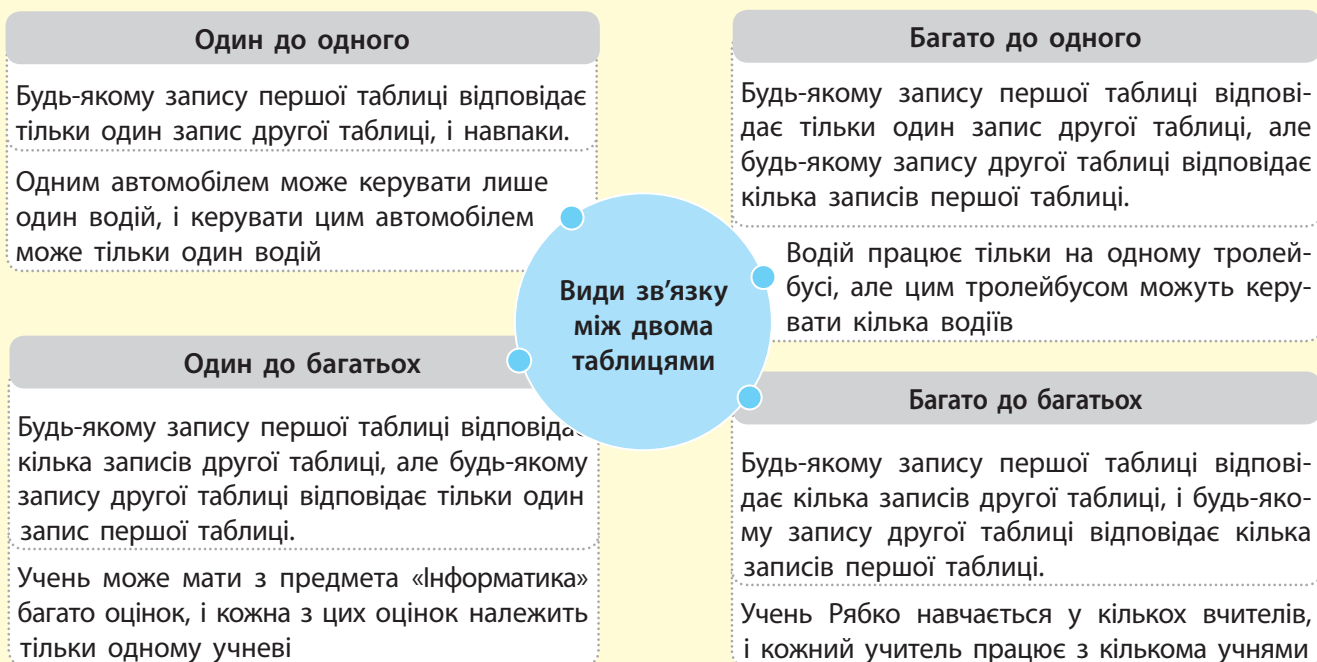 Один до одного
Будь-якому запису першої таблиці відповідає
тільки один запис другої таблиці, і навпаки.
Одним автомобілем може керувати лише
один водій, і керувати цим автомобілем
може тільки один водій
Багато до одного
Будь-якому запису першої таблиці відпові-
дає тільки один запис другої таблиці, але
будь-якому запису другої таблиці відповідає
кілька записів першої таблиці.
Водій працює тільки на одному тролей-
бусі, але цим тролейбусом можуть керу-
вати кілька водіїв
Види зв’язку
між двома
таблицями
Один до багатьох
Будь-якому запису першої таблиці відповідає
кілька записів другої таблиці, але будь-якому
запису другої таблиці відповідає тільки один
запис першої таблиці.
Учень може мати з предмета «Інформатика»
багато оцінок, і кожна з цих оцінок належить
тільки одному учневі
Багато до багатьох
Будь-якому запису першої таблиці відпові-
дає кілька записів другої таблиці, і будь-яко-
му запису другої таблиці відповідає кілька
записів першої таблиці.
Учень Рябко навчається у кількох вчителів,
і кожний учитель працює з кількома учнями